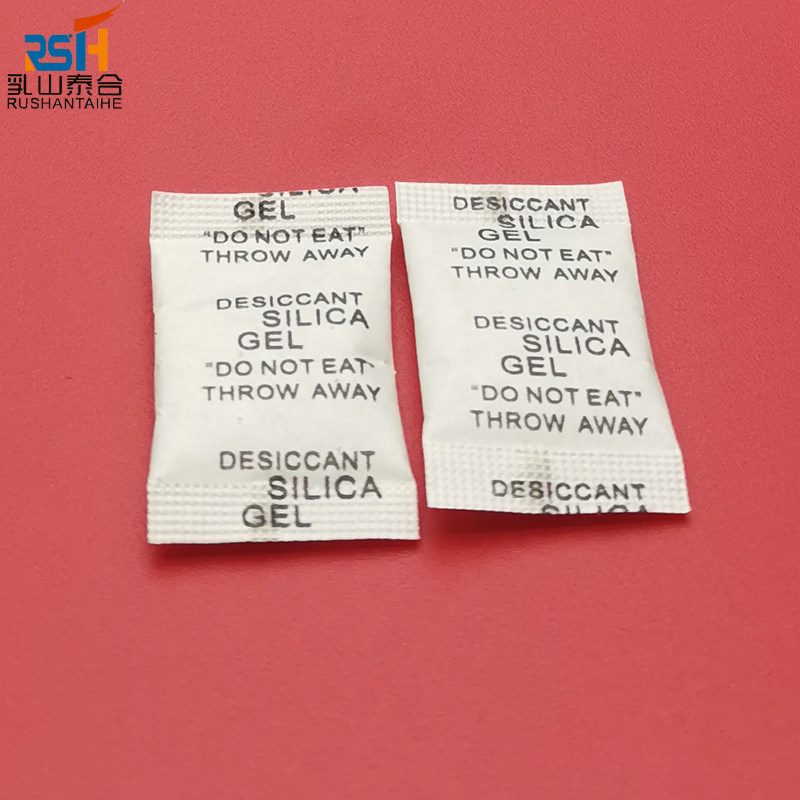 RSH
乳山泰合
RUSHANTAIHE
SILICA
GEL
"DO NOT EAT"
THROW AWAY
DESICCANT
SILICA
GEL
"DO NOT EAT"
THROW AWAY
DESICCANT
SILICA
GEL
DESICCANT
SILICA
GEL
"DO NOT EAT"
THROW AWAY
DESICCANT
SILICA
GEL
"DO NOT EAT"
THROW AWAY
DESICCANT
SILICA